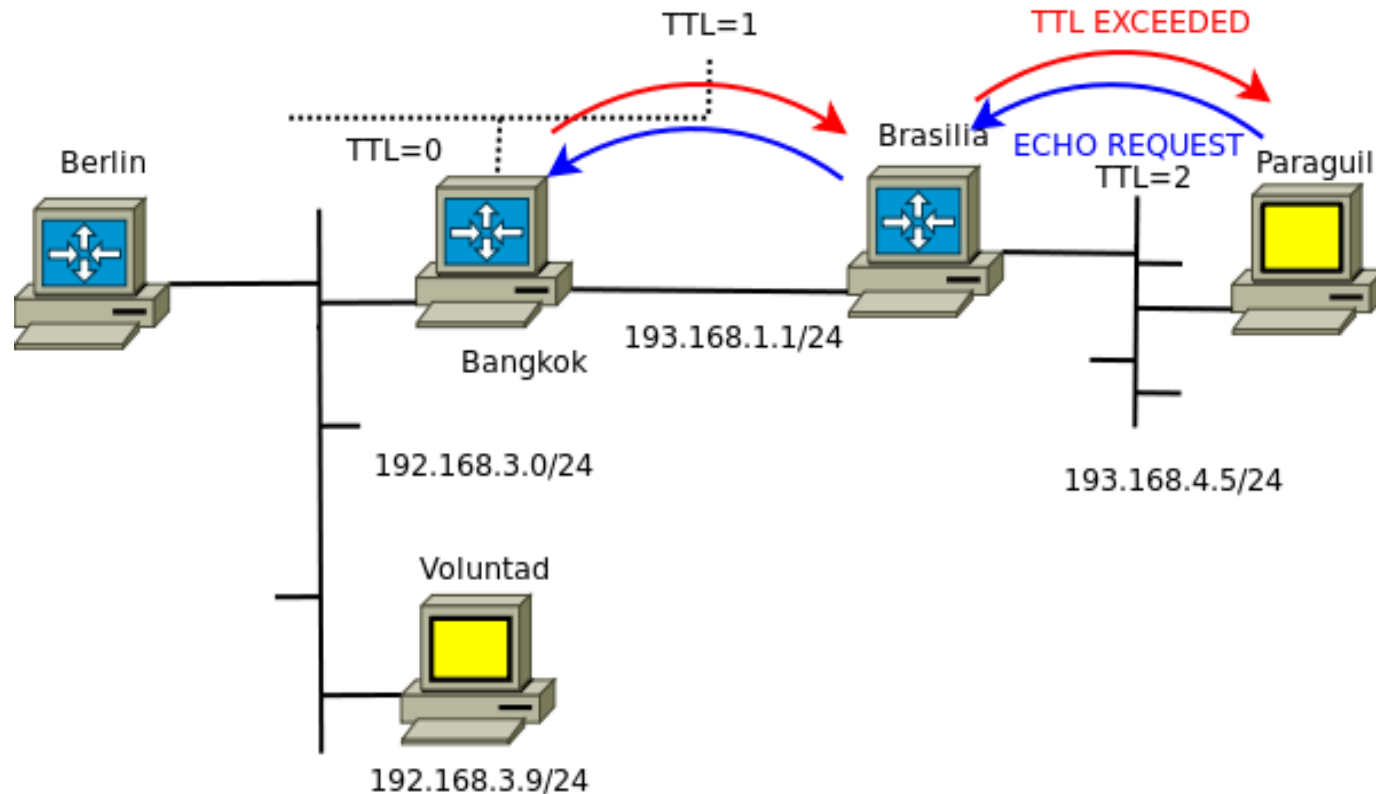 TTL=1
TTL EXCEEDED
Berlin
TTL=0
Brasilia
ECHO REQUEST
Paraguil
TTL=2
Bangkok
193.168.1.1/24
192.168.3.0/24
193.168.4.5/24
Voluntad
192.168.3.9/24